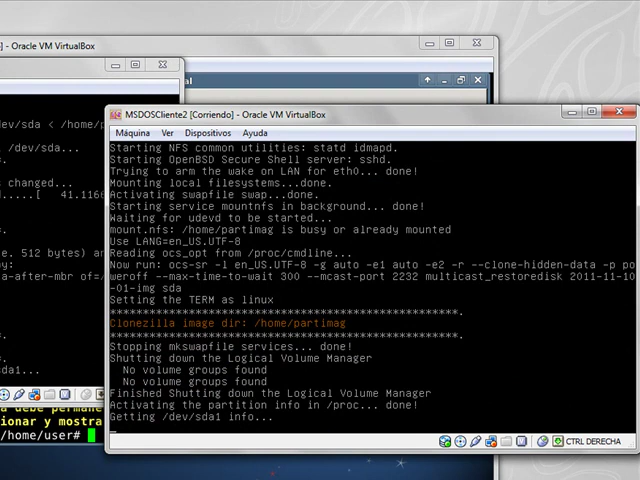 ] - Oracle VM VirtualBox
al
MSDOSCliente2 [Corriendo] - Oracle VM VirtualBox
Máquina Ver Dispositivos Ayuda
Starting NFS common utilities: statd idmapd.
Starting OpenBSD Secure Shell server: sshd.
Trying to arm the wake on LAN for eth0... done!
Mounting local filesystems...done.
Activating swapfile swap...done.
Starting service mountnfs in background... done!
Waiting for udevd to be started...
mount.nfs: /home/partimag is busy or already mounted
Use LANG=en_US.UTF-8
Reading ocs_opt from /proc/cmdline...
Now run: ocs-sr -l en_US.UTF-8 -g auto -e1 auto -e2 -r --clone-hidden-data -p po
weroff --max-time-to-wait 300 --mcast-port 2232 multicast_restoredisk 2011-11-10
-01-img sda
Setting the TERM as linux
*****************************************************.
Clonezilla image dir: /home/partimag
*****************************************************.
Stopping mkswapfile services... done!
Shutting down the Logical Volume Manager
No volume groups found
No volume groups found
Finished Shutting down the Logical Volume Manager
Activating the partition info in /proc... done!
Getting /dev/sda1 info...
CTRL DERECHA
dev/sda < /home/p
/dev/sda...
s changed...
.....[ 41.1166
e. 512 bytes) an
by:
a-after-mbr of=/
sda1...
a debe permane
ionar y mostra
/home/user#